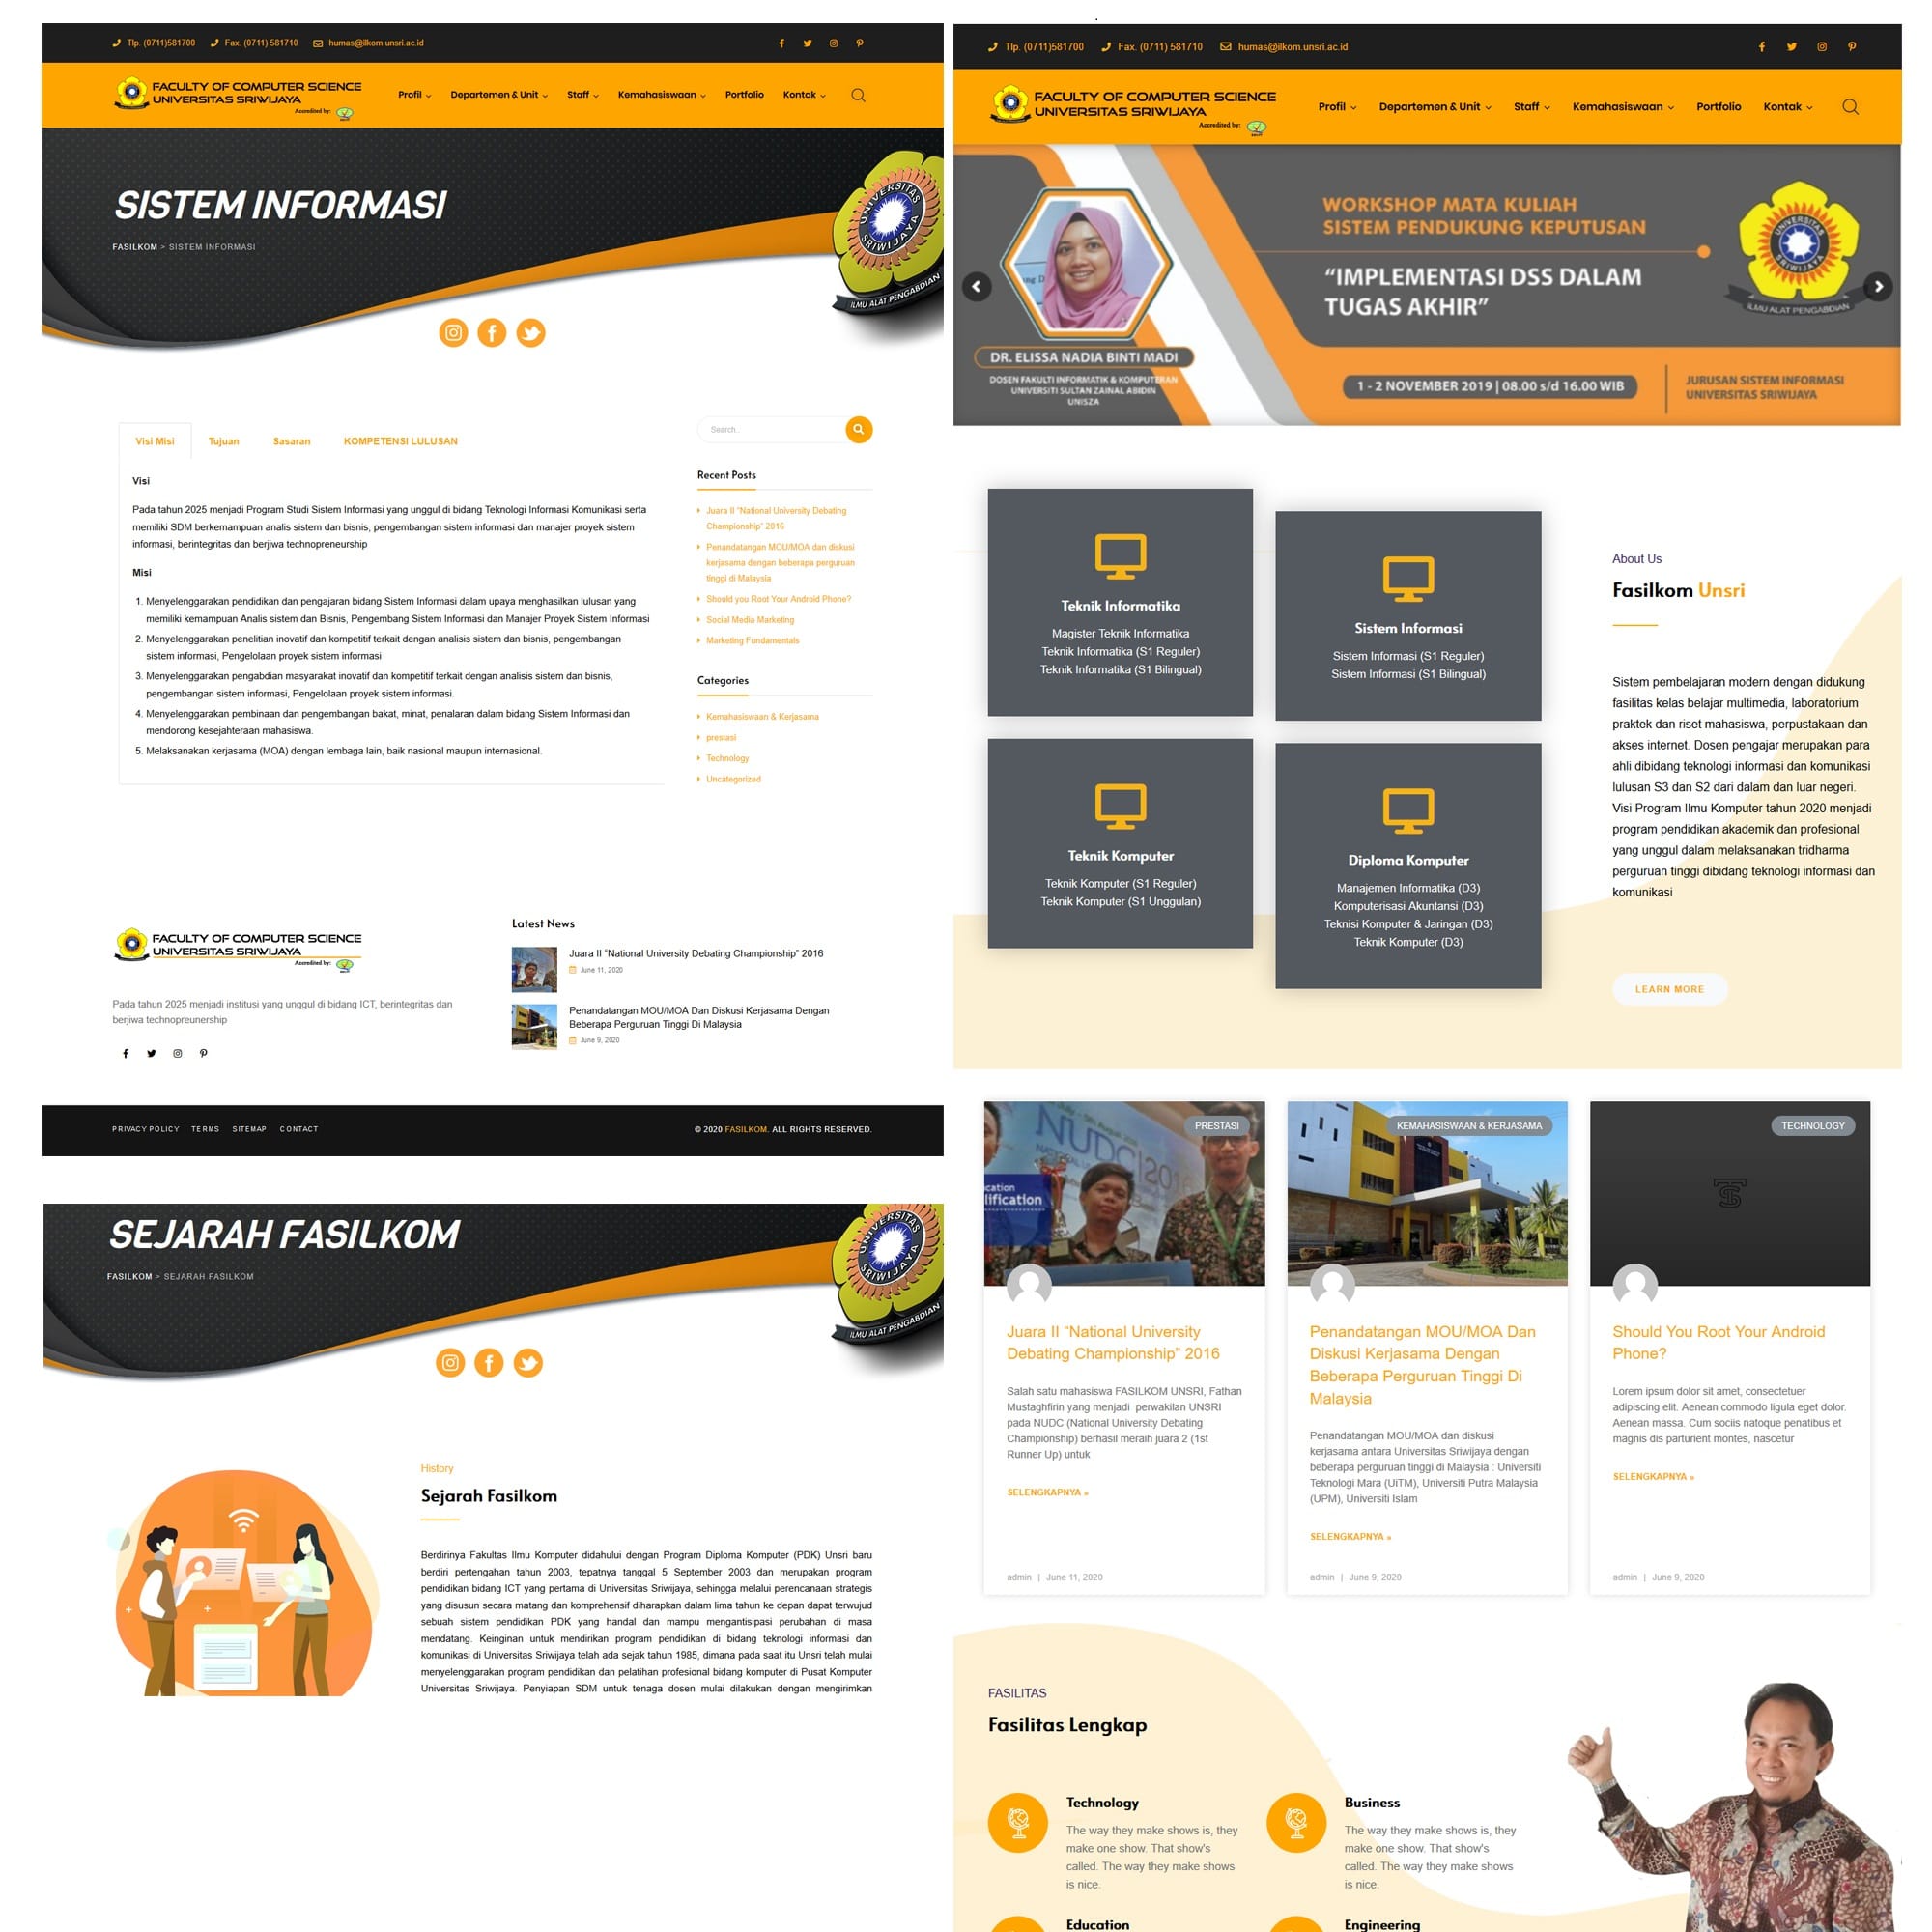 Tlp. (0711)581700 Fax. (0711) 581710 humas@ilkom.unsri.ac.id
FACULTY OF COMPUTER SCIENCE
UNIVERSITAS SRIWIJAYA
Accredited by:
Profil Departemen & Unit Staff Kemahasiswaan Portfolio Kontak
SISTEM INFORMASI
FASILKOM > SISTEM INFORMASI
UNIVERSITAS
SRIWIJAYA
ILMU ALAT PENGABDIAN
Visi Misi Tujuan Sasaran KOMPETENSI LULUSAN
Visi
Pada tahun 2025 menjadi Program Studi Sistem Informasi yang unggul di bidang Teknologi Informasi Komunikasi serta
memiliki SDM berkemampuan analis sistem dan bisnis, pengembangan sistem informasi dan manajer proyek sistem
informasi, berintegritas dan berjiwa technopreneurship
Misi
1. Menyelenggarakan pendidikan dan pengajaran bidang Sistem Informasi dalam upaya menghasilkan lulusan yang
memiliki kemampuan Analis sistem dan Bisnis, Pengembang Sistem Informasi dan Manajer Proyek Sistem Informasi
2. Menyelenggarakan penelitian inovatif dan kompetitif terkait dengan analisis sistem dan bisnis, pengembangan
sistem informasi, Pengelolaan proyek sistem informasi
3. Menyelenggarakan pengabdian masyarakat inovatif dan kompetitif terkait dengan analisis sistem dan bisnis,
pengembangan sistem informasi, Pengelolaan proyek sistem informasi.
4. Menyelenggarakan pembinaan dan pengembangan bakat, minat, penalaran dalam bidang Sistem Informasi dan
mendorong kesejahteraan mahasiswa.
5. Melaksanakan kerjasama (MOA) dengan lembaga lain, baik nasional maupun internasional.
Search..
Recent Posts
Juara II “National University Debating
Championship” 2016
Penandatangan MOU/MOA dan diskusi
kerjasama dengan beberapa perguruan
tinggi di Malaysia
Should you Root Your Android Phone?
Social Media Marketing
Marketing Fundamentals
Categories
Kemahasiswaan & Kerjasama
prestasi
Technology
Uncategorized
FACULTY OF COMPUTER SCIENCE
UNIVERSITAS SRIWIJAYA
Accredited by:
Pada tahun 2025 menjadi institusi yang unggul di bidang ICT, berintegritas dan
berjiwa technopreunership
Latest News
Juara II “National University Debating Championship” 2016
June 11, 2020
Penandatangan MOU/MOA Dan Diskusi Kerjasama Dengan
Beberapa Perguruan Tinggi Di Malaysia
June 9, 2020
PRIVACY POLICY TERMS SITEMAP CONTACT
© 2020 FASILKOM. ALL RIGHTS RESERVED.
SEJARAH FASILKOM
FASILKOM > SEJARAH FASILKOM
UNIVERSITAS
SRIWIJAYA
ILMU ALAT PENGABDIAN
History
Sejarah Fasilkom
Berdirinya Fakultas Ilmu Komputer didahului dengan Program Diploma Komputer (PDK) Unsri baru
berdiri pertengahan tahun 2003, tepatnya tanggal 5 September 2003 dan merupakan program
pendidikan bidang ICT yang pertama di Universitas Sriwijaya, sehingga melalui perencanaan strategis
yang disusun secara matang dan komprehensif diharapkan dalam lima tahun ke depan dapat terwujud
sebuah sistem pendidikan PDK yang handal dan mampu mengantisipasi perubahan di masa
mendatang. Keinginan untuk mendirikan program pendidikan di bidang teknologi informasi dan
komunikasi di Universitas Sriwijaya telah ada sejak tahun 1985, dimana pada saat itu Unsri telah mulai
menyelenggarakan program pendidikan dan pelatihan profesional bidang komputer di Pusat Komputer
Universitas Sriwijaya. Penyiapan SDM untuk tenaga dosen mulai dilakukan dengan mengirimkan
Tlp. (0711)581700 Fax. (0711) 581710 humas@ilkom.unsri.ac.id
FACULTY OF COMPUTER SCIENCE
UNIVERSITAS SRIWIJAYA
Accredited by:
Profil Departemen & Unit Staff Kemahasiswaan Portfolio Kontak
WORKSHOP MATA KULIAH
SISTEM PENDUKUNG KEPUTUSAN
“IMPLEMENTASI DSS DALAM
TUGAS AKHIR”
UNIVERSITAS
SRIWIJAYA
ILMU ALAT PENGABDIAN
DR. ELISSA NADIA BINTI MADI
DOSEN FAKULTI INFORMATIK & KOMPUTERAN
UNIVERSITI SULTAN ZAINAL ABIDIN
UNISZA
1 - 2 NOVEMBER 2019 | 08.00 s/d 16.00 WIB
JURUSAN SISTEM INFORMASI
UNIVERSITAS SRIWIJAYA
Teknik Informatika
Magister Teknik Informatika
Teknik Informatika (S1 Reguler)
Teknik Informatika (S1 Bilingual)
Sistem Informasi
Sistem Informasi (S1 Reguler)
Sistem Informasi (S1 Bilingual)
Teknik Komputer
Teknik Komputer (S1 Reguler)
Teknik Komputer (S1 Unggulan)
Diploma Komputer
Manajemen Informatika (D3)
Komputerisasi Akuntansi (D3)
Teknisi Komputer & Jaringan (D3)
Teknik Komputer (D3)
About Us
Fasilkom Unsri
Sistem pembelajaran modern dengan didukung
fasilitas kelas belajar multimedia, laboratorium
praktek dan riset mahasiswa, perpustakaan dan
akses internet. Dosen pengajar merupakan para
ahli dibidang teknologi informasi dan komunikasi
lulusan S3 dan S2 dari dalam dan luar negeri.
Visi Program Ilmu Komputer tahun 2020 menjadi
program pendidikan akademik dan profesional
yang unggul dalam melaksanakan tridharma
perguruan tinggi dibidang teknologi informasi dan
komunikasi
LEARN MORE
PRESTASI
NUDC 201
cation
lification
Juara II “National University
Debating Championship” 2016
Salah satu mahasiswa FASILKOM UNSRI, Fathan
Mustaghfirin yang menjadi perwakilan UNSRI
pada NUDC (National University Debating
Championship) berhasil meraih juara 2 (1st
Runner Up) untuk
SELENGKAPNYA »
admin | June 11, 2020
KEMAHASISWAAN & KERJASAMA
Penandatangan MOU/MOA Dan
Diskusi Kerjasama Dengan
Beberapa Perguruan Tinggi Di
Malaysia
Penandatangan MOU/MOA dan diskusi
kerjasama antara Universitas Sriwijaya dengan
beberapa perguruan tinggi di Malaysia : Universiti
Teknologi Mara (UiTM), Universiti Putra Malaysia
(UPM), Universiti Islam
SELENGKAPNYA »
admin | June 9, 2020
TECHNOLOGY
Should You Root Your Android
Phone?
Lorem ipsum dolor sit amet, consectetuer
adipiscing elit. Aenean commodo ligula eget dolor.
Aenean massa. Cum sociis natoque penatibus et
magnis dis parturient montes, nascetur
SELENGKAPNYA »
admin | June 9, 2020
FASILITAS
Fasilitas Lengkap
Technology
The way they make shows is, they
make one show. That show's
called. The way they make shows
is nice.
Business
The way they make shows is, they
make one show. That show's
called. The way they make shows
is nice.
Education
Engineering